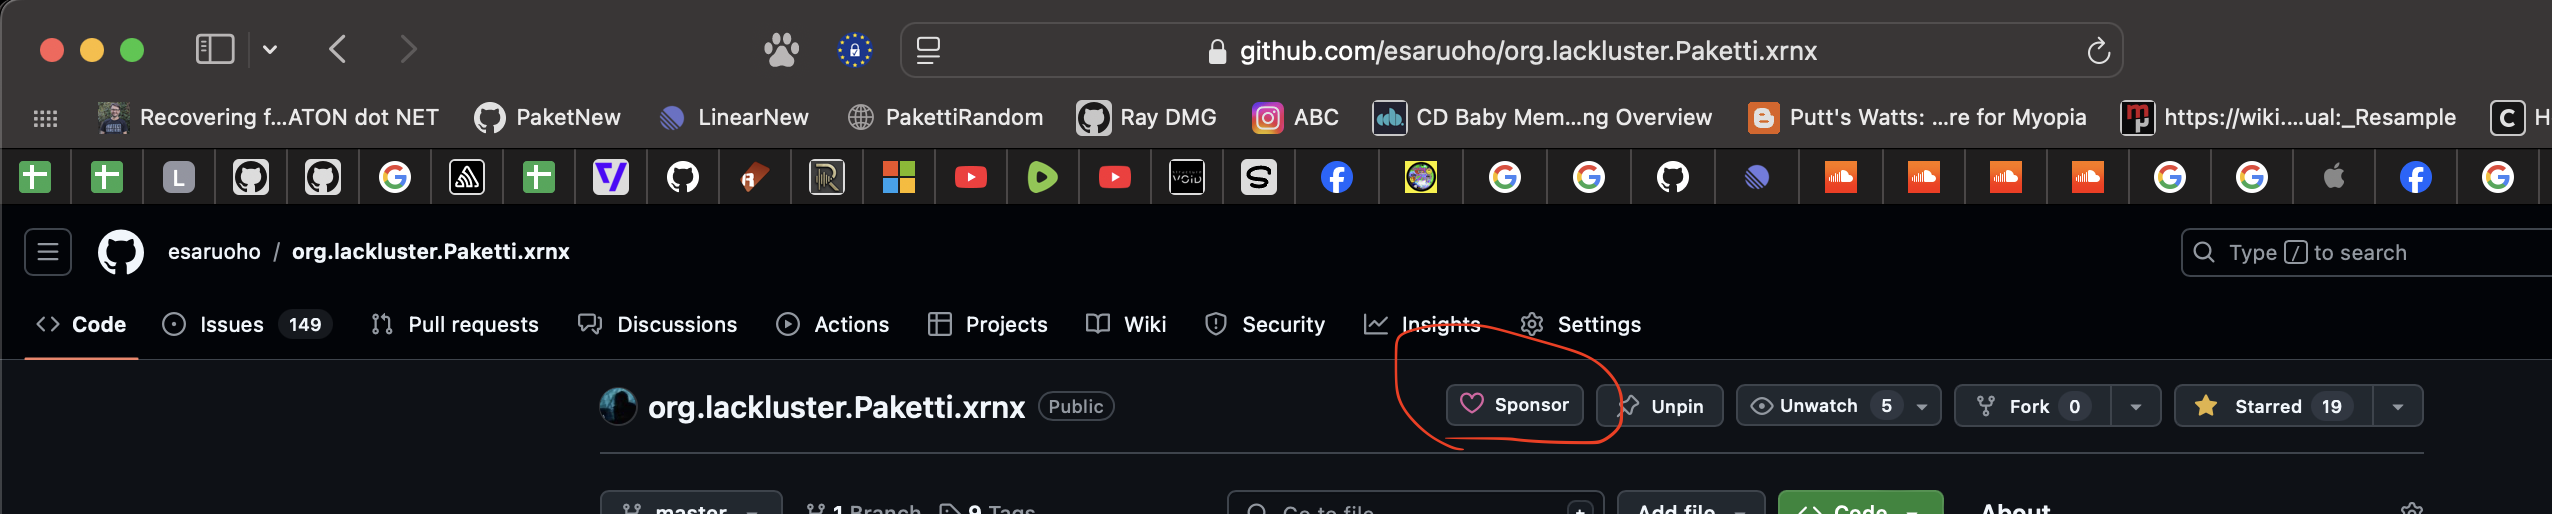 github.com/esaruoho/org.lackluster.Paketti.xrnx
Recovering f...ATON dot NET PaketNew LinearNew PakettiRandom Ray DMG ABC CD Baby Mem...ng Overview Putt's Watts: ...re for Myopia https://wiki....ual:_Resample H
L
esaruoho / org.lackluster.Paketti.xrnx Type / to search
Code Issues 149 Pull requests Discussions Actions Projects Wiki Security Insights Settings
org.lackluster.Paketti.xrnx Public Sponsor Unpin Unwatch 5 Fork 0 Starred 19
master 1 Branch 9 Tags Go to file Add file Code About